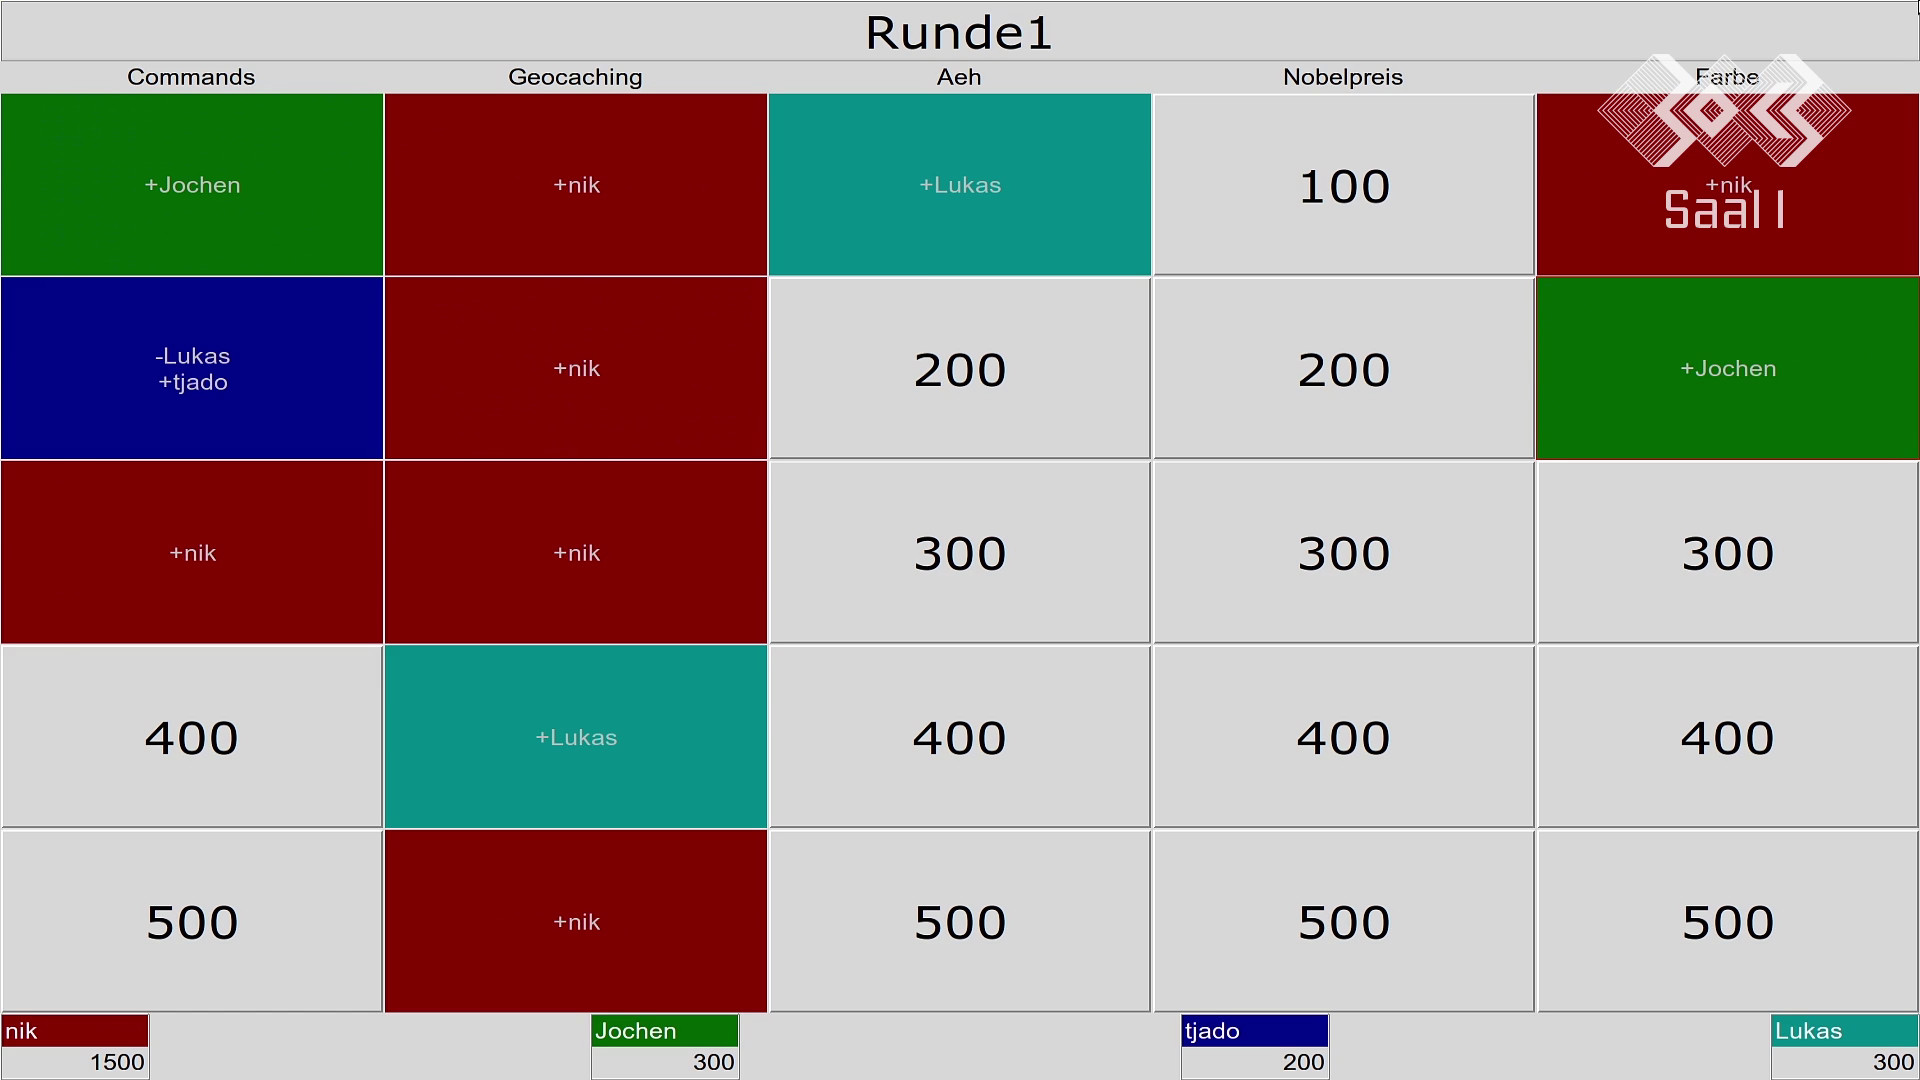 Runde1
Commands Geocaching Aeh Nobelpreis Farbe
+Jochen +nik +Lukas 100 +nik
Saal 1
-Lukas
+tjado +nik 200 200 +Jochen
+nik +nik 300 300 300
400 +Lukas 400 400 400
500 +nik 500 500 500
nik Jochen tjado Lukas
1500 300 200 300